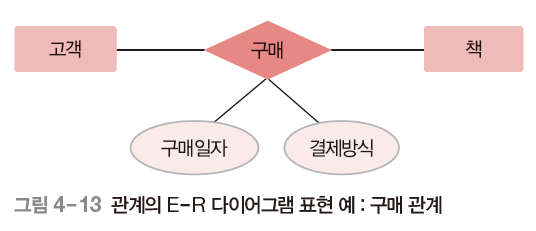 고객
구매
책
구매일자
결제방식
그림 4-13 관계의 E-R 다이어그램 표현 예 : 구매 관계